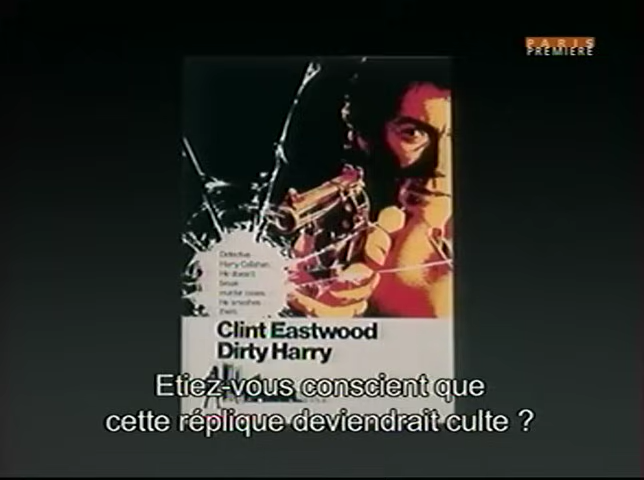 PARIS
PREMIERE
Detective
Harry Callahan.
He doesn't
break
murder cases.
He smashes
them.
Clint Eastwood
Dirty Harry
Etiez-vous conscient que
cette réplique deviendrait culte ?